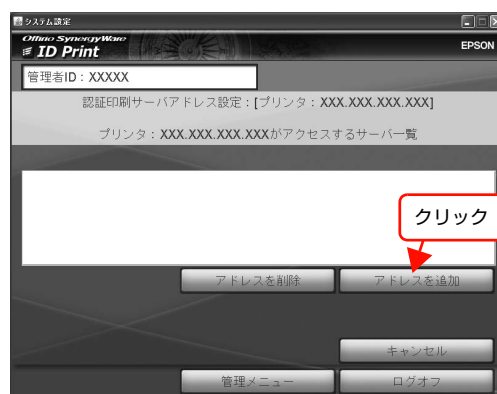 システム設定
Offirio SynergyWare
ID Print
EPSON
管理者ID：XXXXX
認証印刷サーバアドレス設定：[プリンタ：XXX.XXX.XXX.XXX]
プリンタ：XXX.XXX.XXX.XXXがアクセスするサーバ一覧
クリック
アドレスを削除
アドレスを追加
キャンセル
管理メニュー
ログオフ